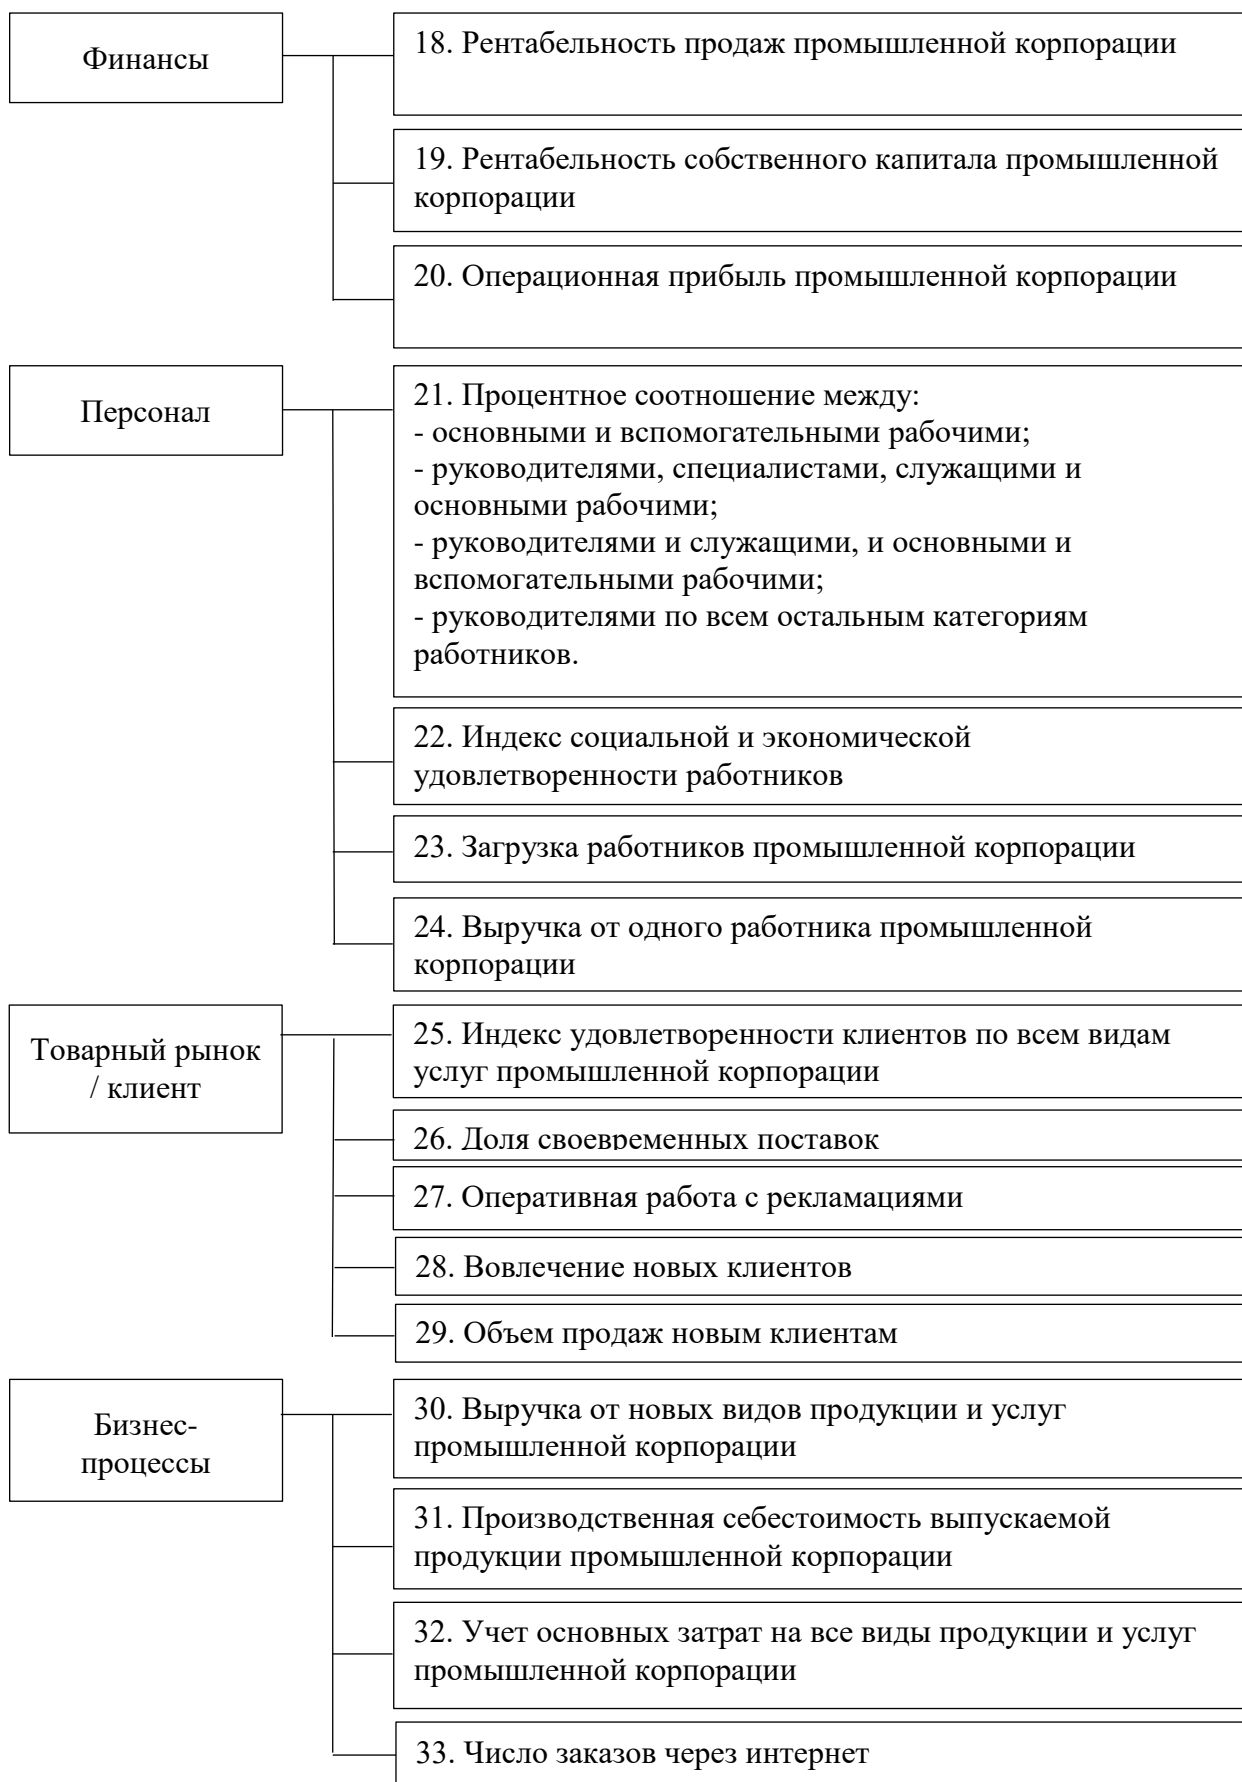 Финансы
18. Рентабельность продаж промышленной корпорации
19. Рентабельность собственного капитала промышленной
корпорации
20. Операционная прибыль промышленной корпорации
Персонал
21. Процентное соотношение между:
- основными и вспомогательными рабочими;
- руководителями, специалистами, служащими и
основными рабочими;
- руководителями и служащими, и основными и
вспомогательными рабочими;
- руководителями по всем остальным категориям
работников.
22. Индекс социальной и экономической
удовлетворенности работников
23. Загрузка работников промышленной корпорации
24. Выручка от одного работника промышленной
корпорации
Товарный рынок
/ клиент
25. Индекс удовлетворенности клиентов по всем видам
услуг промышленной корпорации
26. Доля своевременных поставок
27. Оперативная работа с рекламациями
28. Вовлечение новых клиентов
29. Объем продаж новым клиентам
Бизнес-
процессы
30. Выручка от новых видов продукции и услуг
промышленной корпорации
31. Производственная себестоимость выпускаемой
продукции промышленной корпорации
32. Учет основных затрат на все виды продукции и услуг
промышленной корпорации
33. Число заказов через интернет